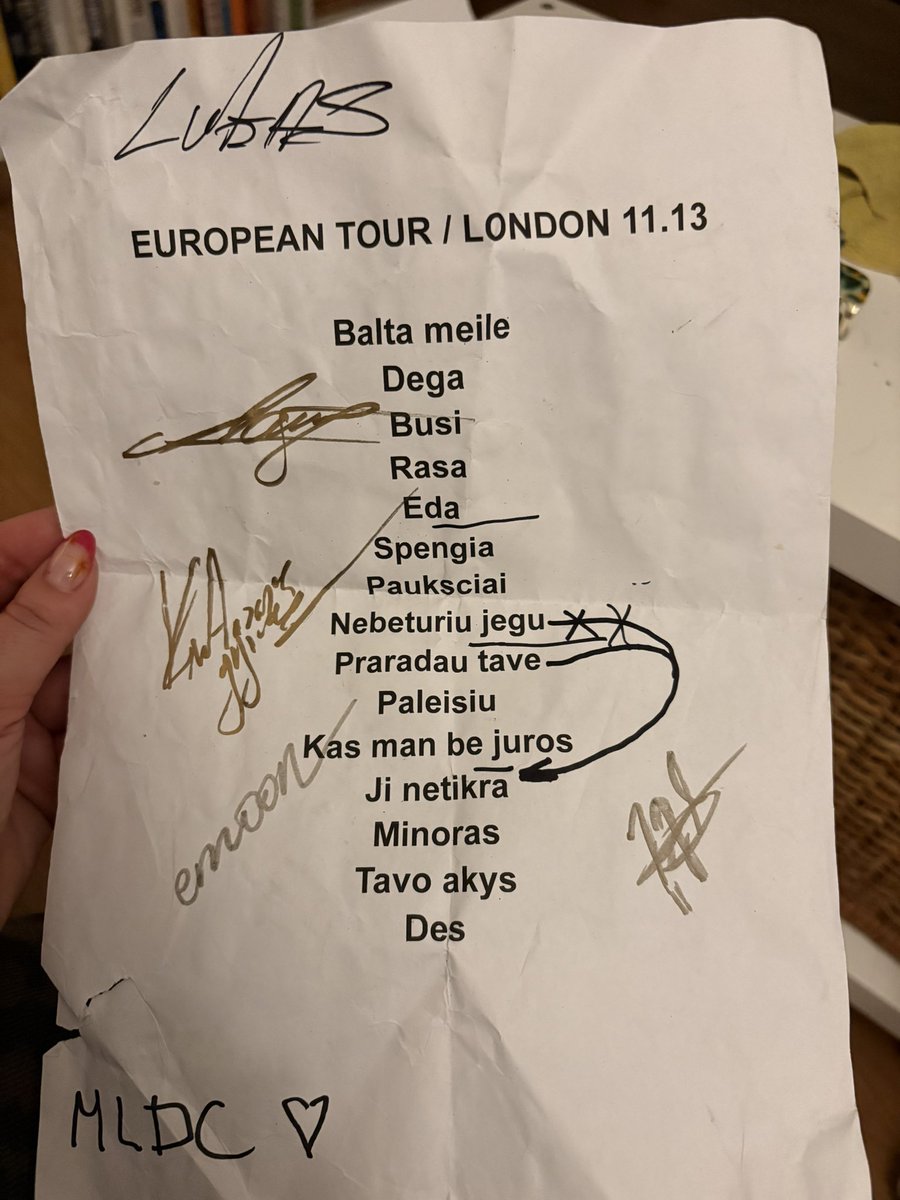 LUBAS
EUROPEAN TOUR / LONDON 11.13
Balta meile
Dega
Busi
Rasa
Eda
Spengia
Pauksciai
Nebeturiu jegu
Praradau tave
Paleisiu
Kas man be juros
Ji netikra
Minoras
Tavo akys
Des
emoon
MLDC ♡